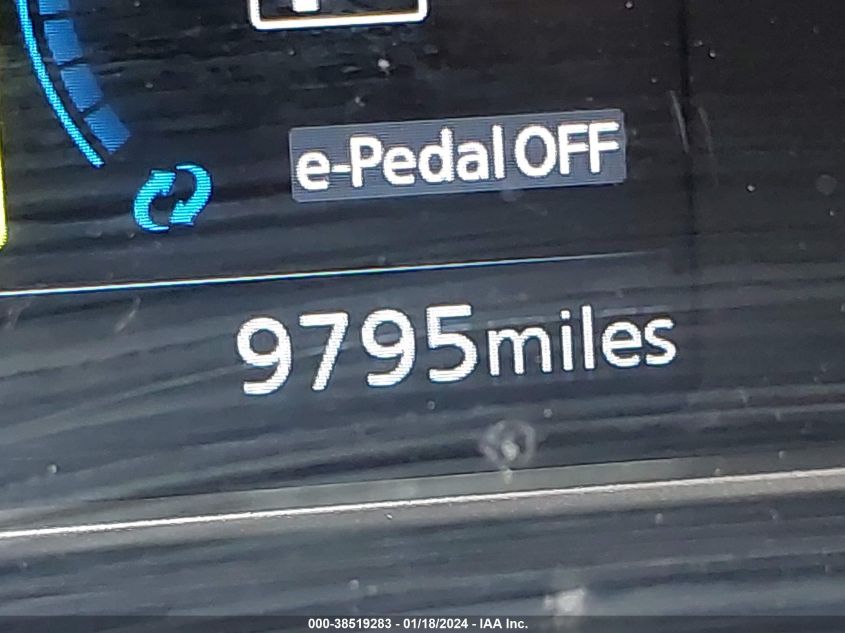 e-Pedal OFF
9795miles
000-38519283 - 01/18/2024 - IAA Inc.